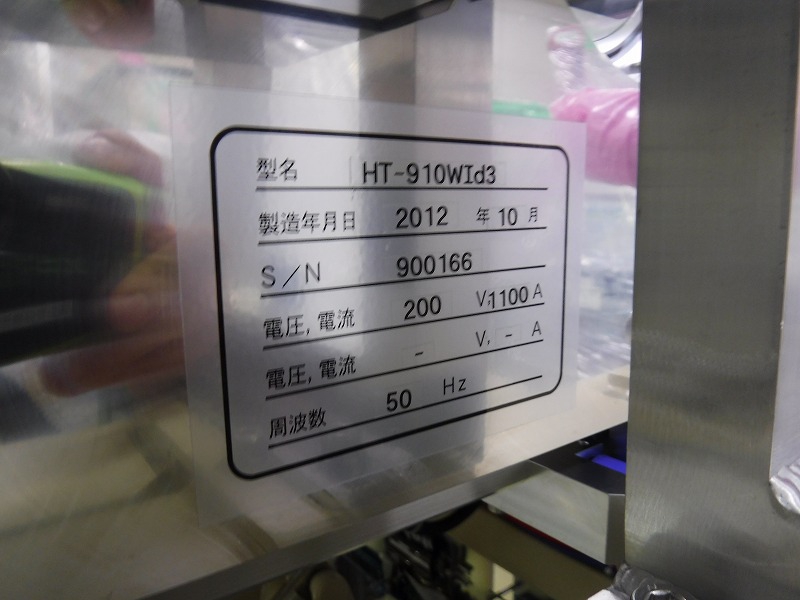 型名 HT-910WId3
製造年月日 2012 年 10 月
S/N 900166
電圧, 電流 200 V, 1100 A
電圧, 電流 - V, - A
周波数 50 Hz